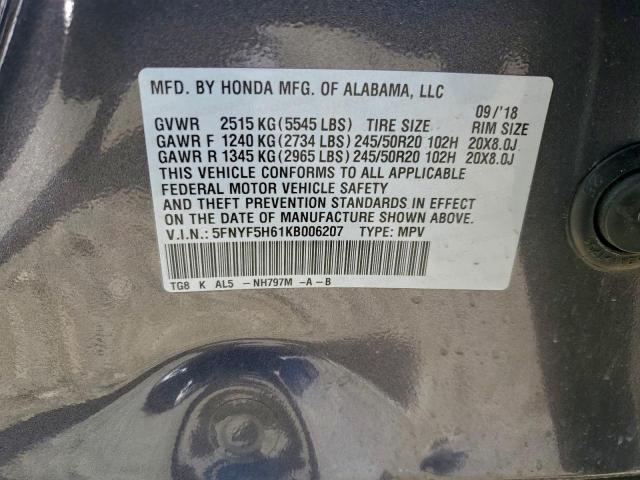 MFD. BY HONDA MFG. OF ALABAMA, LLC
09/'18
GVWR 2515 KG(5545 LBS) TIRE SIZE RIM SIZE
GAWR F 1240 KG(2734 LBS) 245/50R20 102H 20X8.0J
GAWR R 1345 KG(2965 LBS) 245/50R20 102H 20X8.0J
THIS VEHICLE CONFORMS TO ALL APPLICABLE
FEDERAL MOTOR VEHICLE SAFETY
AND THEFT PREVENTION STANDARDS IN EFFECT
ON THE DATE OF MANUFACTURE SHOWN ABOVE.
V.I.N.: 5FNYF5H61KB006207 TYPE: MPV
TG8 K AL5 -NH797M -A-B